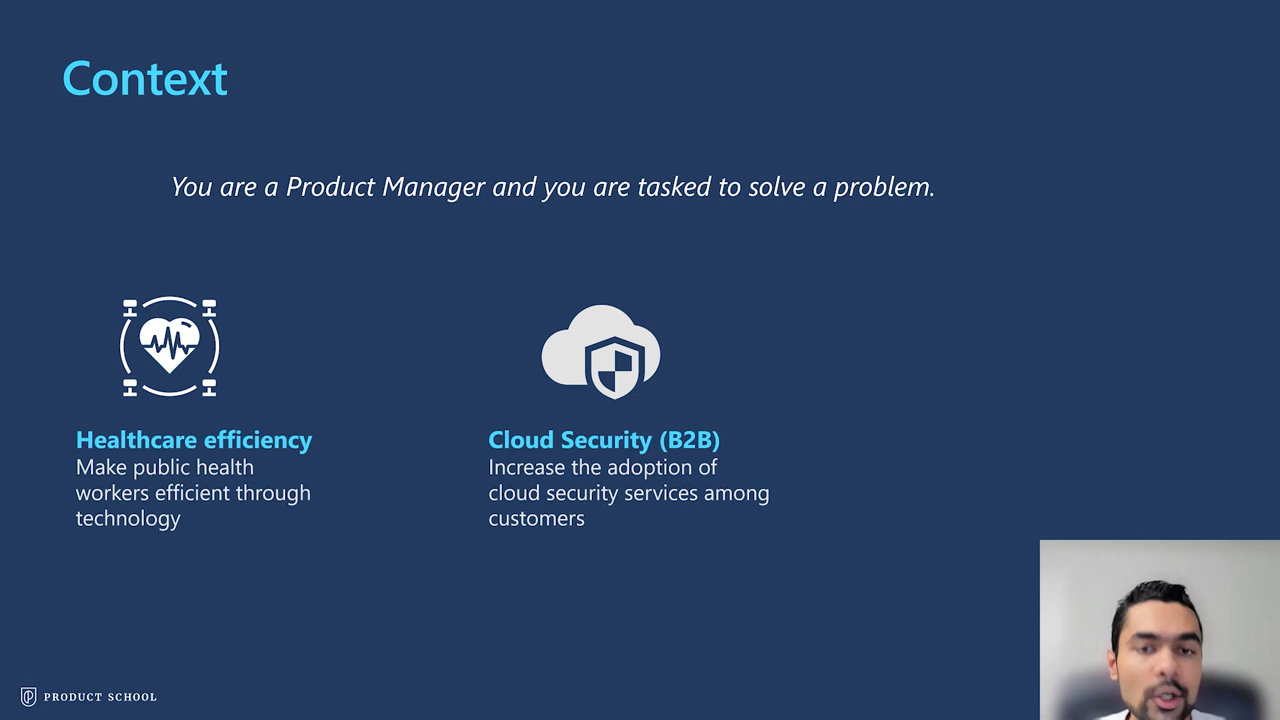 Context
You are a Product Manager and you are tasked to solve a problem.
Healthcare efficiency
Make public health
workers efficient through
technology
Cloud Security (B2B)
Increase the adoption of
cloud security services among
customers
PRODUCT SCHOOL